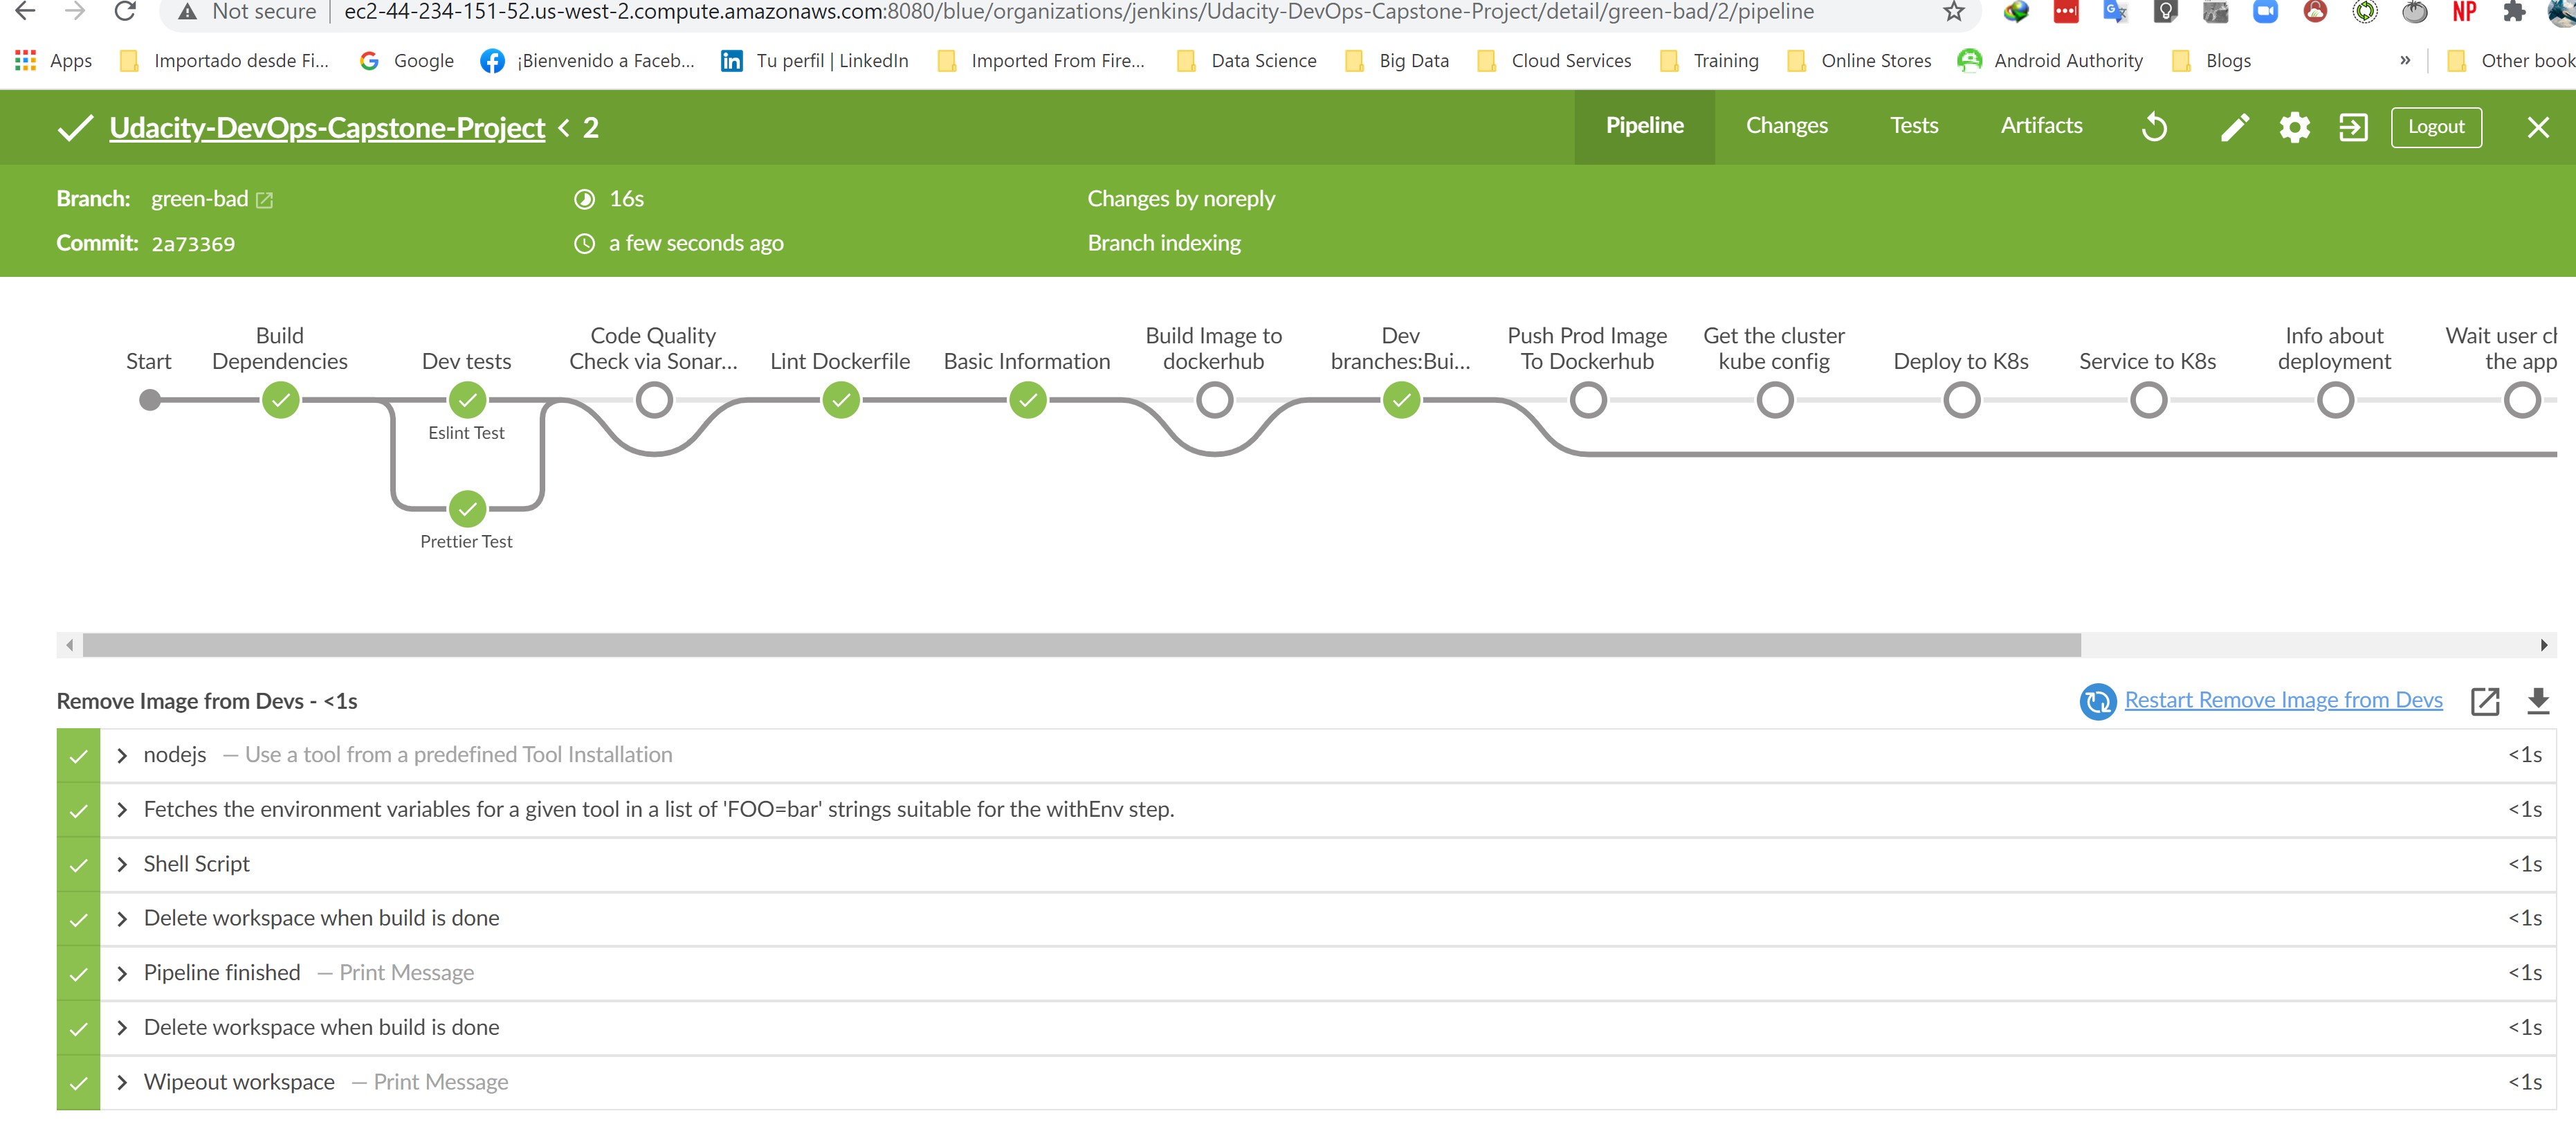 Not secure | ec2-44-234-151-52.us-west-2.compute.amazonaws.com:8080/blue/organizations/jenkins/Udacity-DevOps-Capstone-Project/detail/green-bad/2/pipeline NP
Apps Importado desde Fi... Google ¡Bienvenido a Faceb... Tu perfil | LinkedIn Imported From Fire... Data Science Big Data Cloud Services Training Online Stores Android Authority Blogs » Other book
Udacity-DevOps-Capstone-Project < 2 Pipeline Changes Tests Artifacts Logout
Branch: green-bad 16s Changes by noreply
Commit: 2a73369 a few seconds ago Branch indexing
Start
Build
Dependencies
Dev tests
Code Quality
Check via Sonar...
Lint Dockerfile
Basic Information
Build Image to
dockerhub
Dev
branches:Bui...
Push Prod Image
To Dockerhub
Get the cluster
kube config
Deploy to K8s
Service to K8s
Info about
deployment
Wait user ch
the app
Eslint Test
Prettier Test
Remove Image from Devs - <1s Restart Remove Image from Devs
nodejs — Use a tool from a predefined Tool Installation <1s
Fetches the environment variables for a given tool in a list of 'FOO=bar' strings suitable for the withEnv step. <1s
Shell Script <1s
Delete workspace when build is done <1s
Pipeline finished — Print Message <1s
Delete workspace when build is done <1s
Wipeout workspace — Print Message <1s